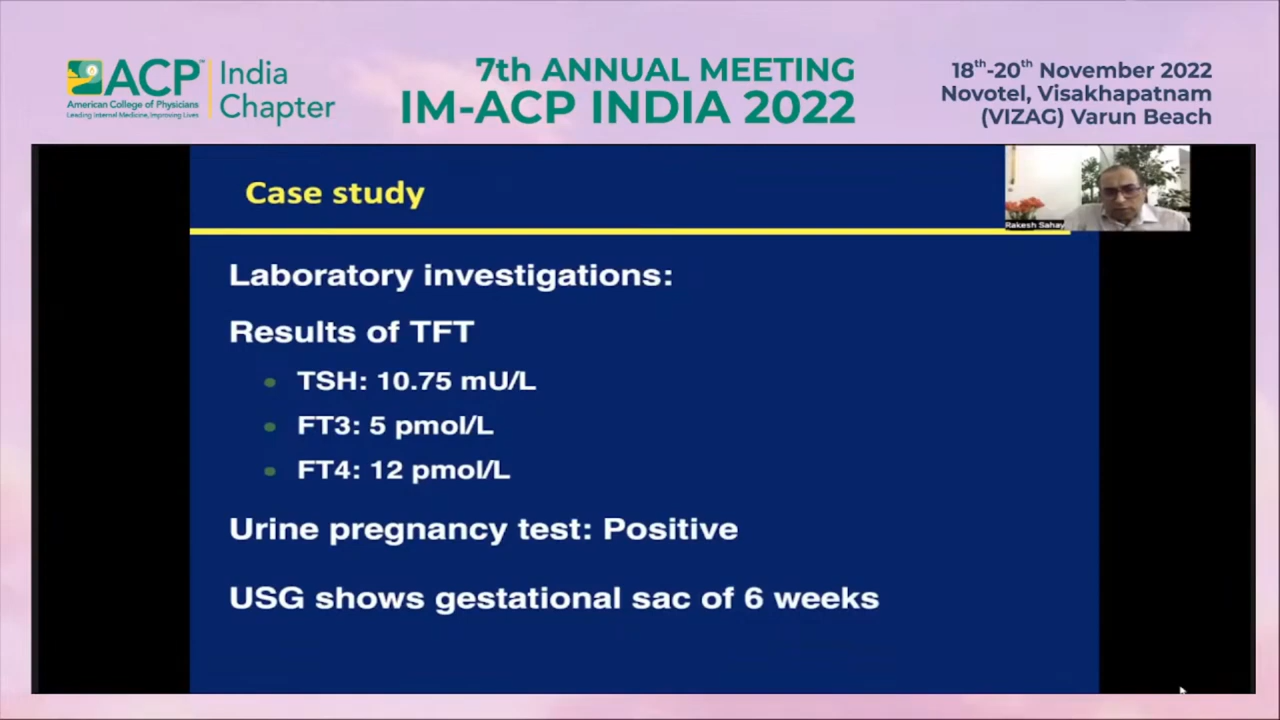 ACP
American College of Physicians
Leading Internal Medicine, Improving Lives
India
Chapter
7th ANNUAL MEETING
IM-ACP INDIA 2022
18th-20th November 2022
Novotel, Visakhapatnam
(VIZAG) Varun Beach
Case study
Rakesh Sahay
Laboratory investigations:
Results of TFT
• TSH: 10.75 mU/L
• FT3: 5 pmol/L
• FT4: 12 pmol/L
Urine pregnancy test: Positive
USG shows gestational sac of 6 weeks